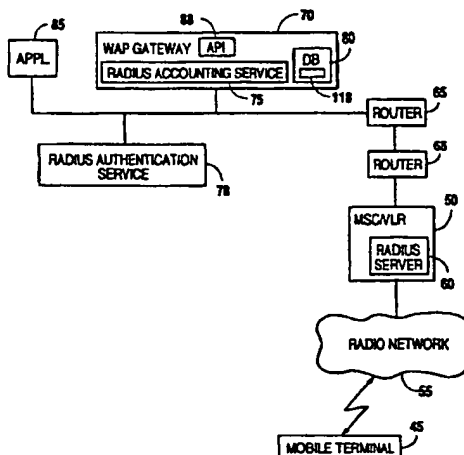 85
88
70
APPL.
WAP GATEWAY
API
80
DB
RADIUS ACCOUNTING SERVICE
75
118
65
ROUTER
RADIUS AUTHENTICATION
SERVICE
78
ROUTER
50
MSC/VLR
RADIUS
SERVER
60
RADIO NETWORK
55
45
MOBILE TERMINAL